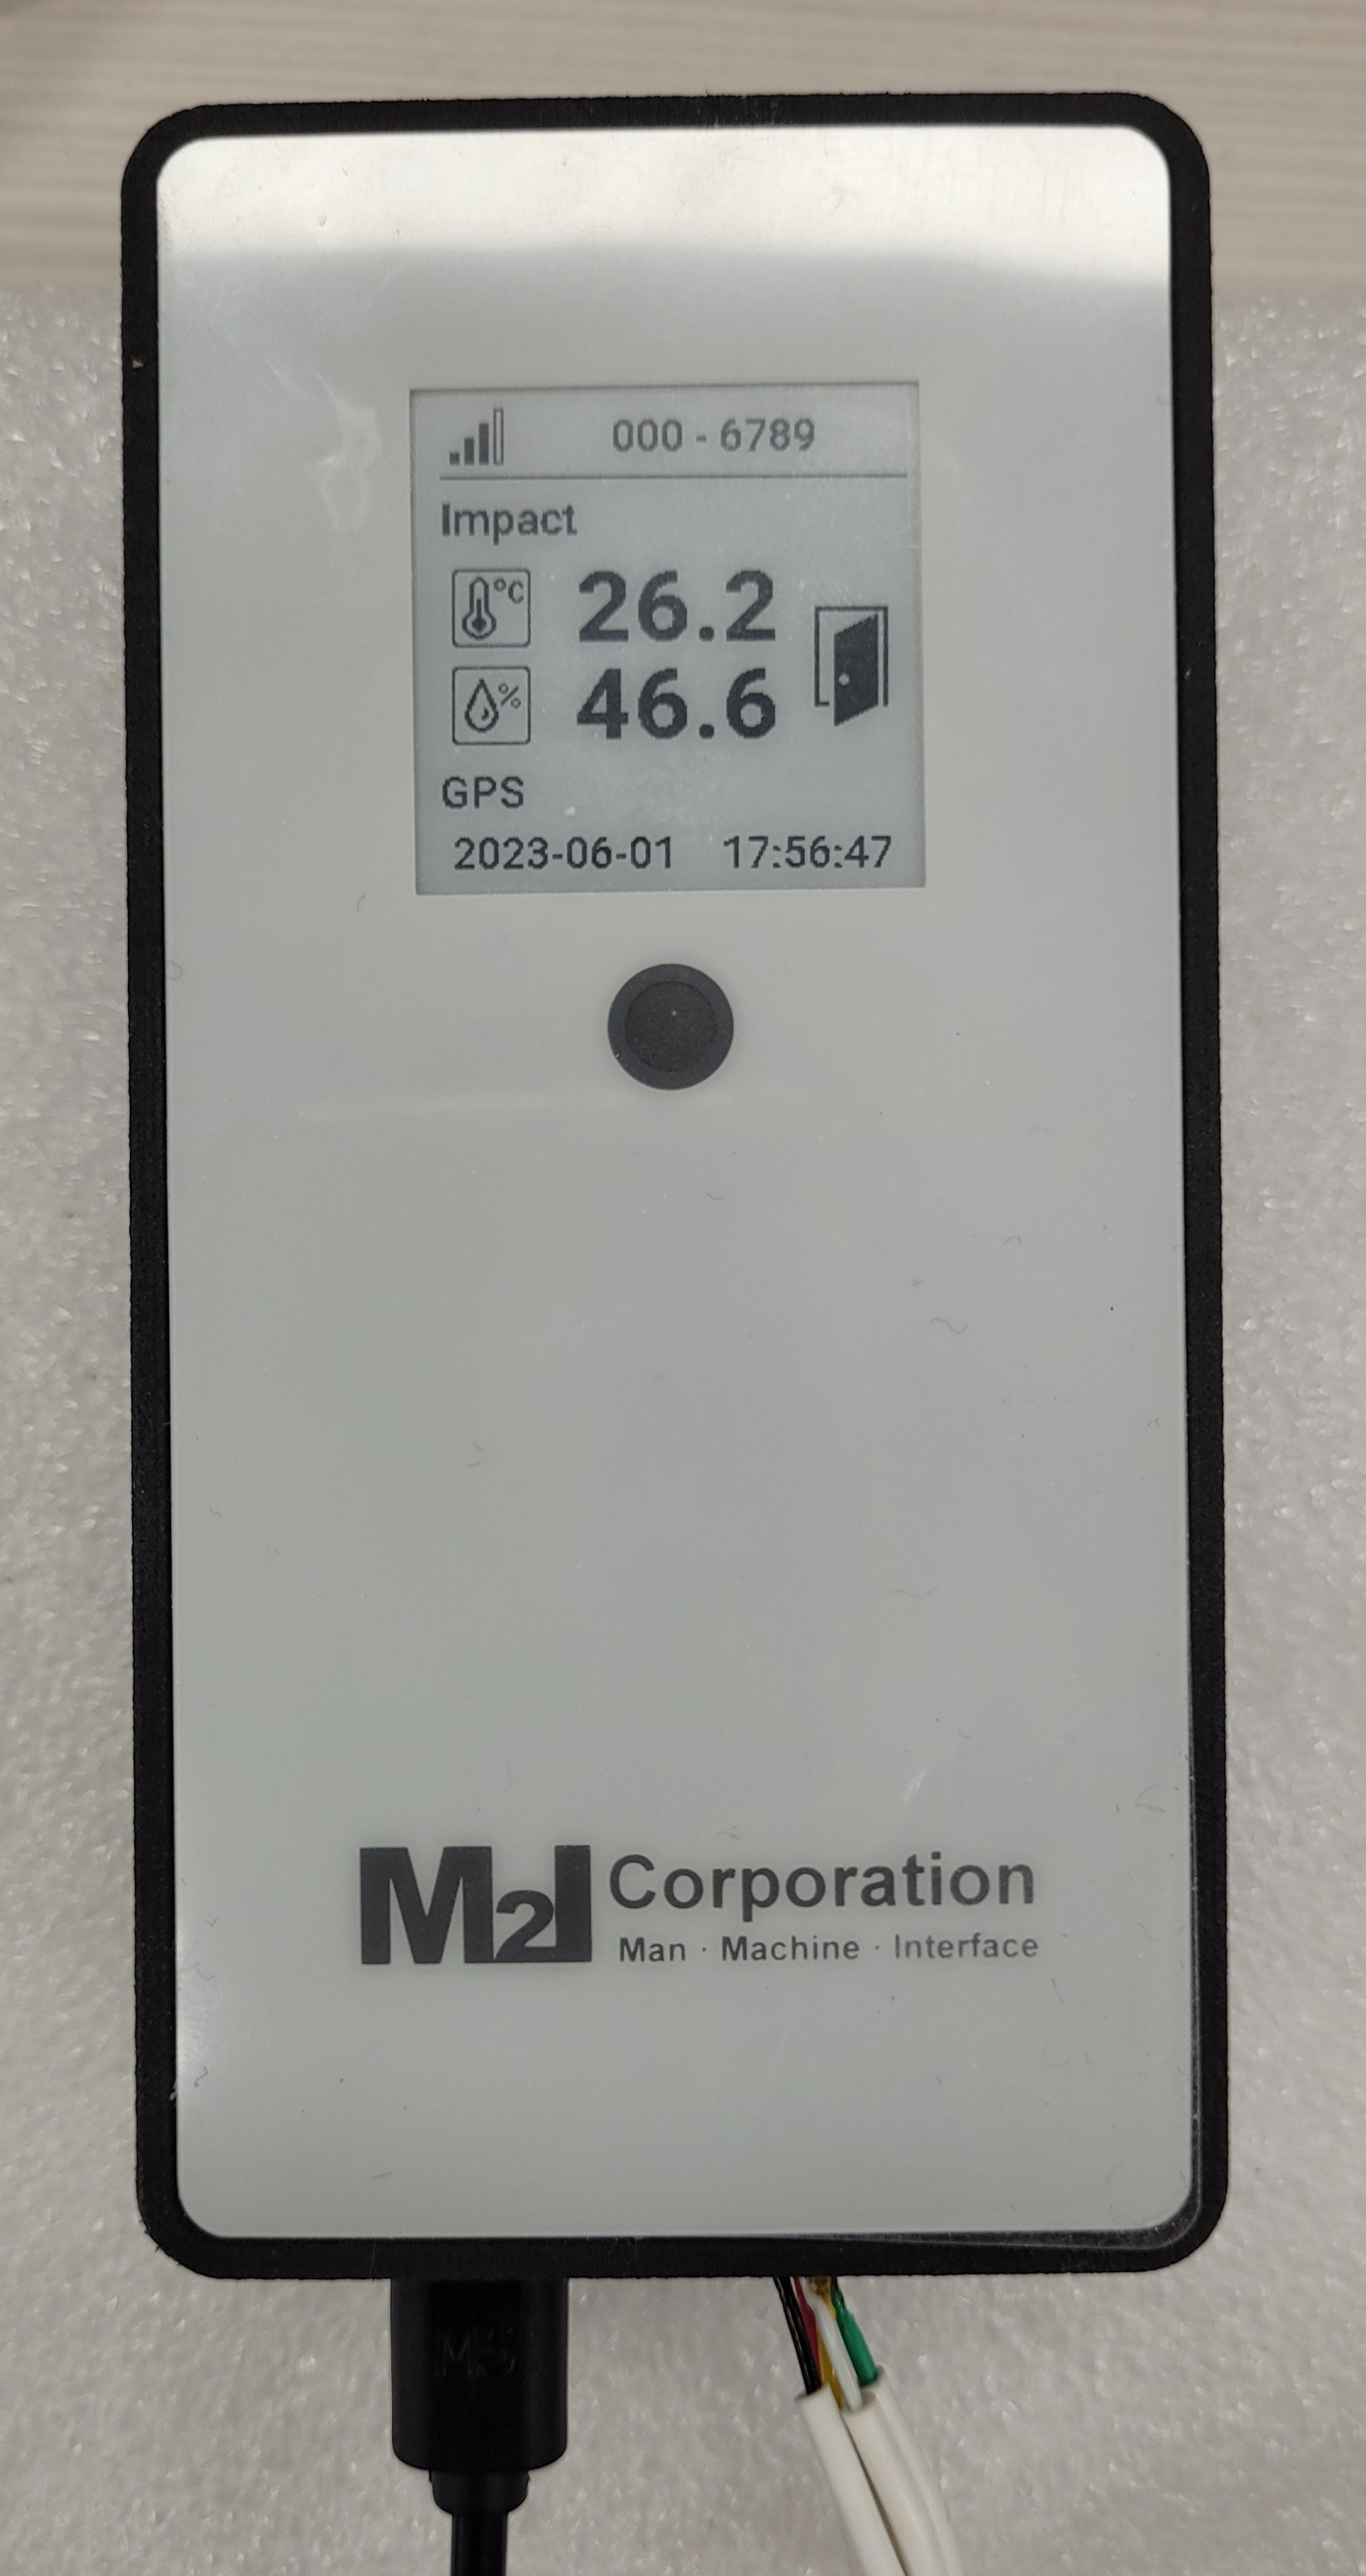 000 - 6789
Impact
°C 26.2
% 46.6
GPS
2023-06-01 17:56:47
M2I Corporation
Man · Machine · Interface